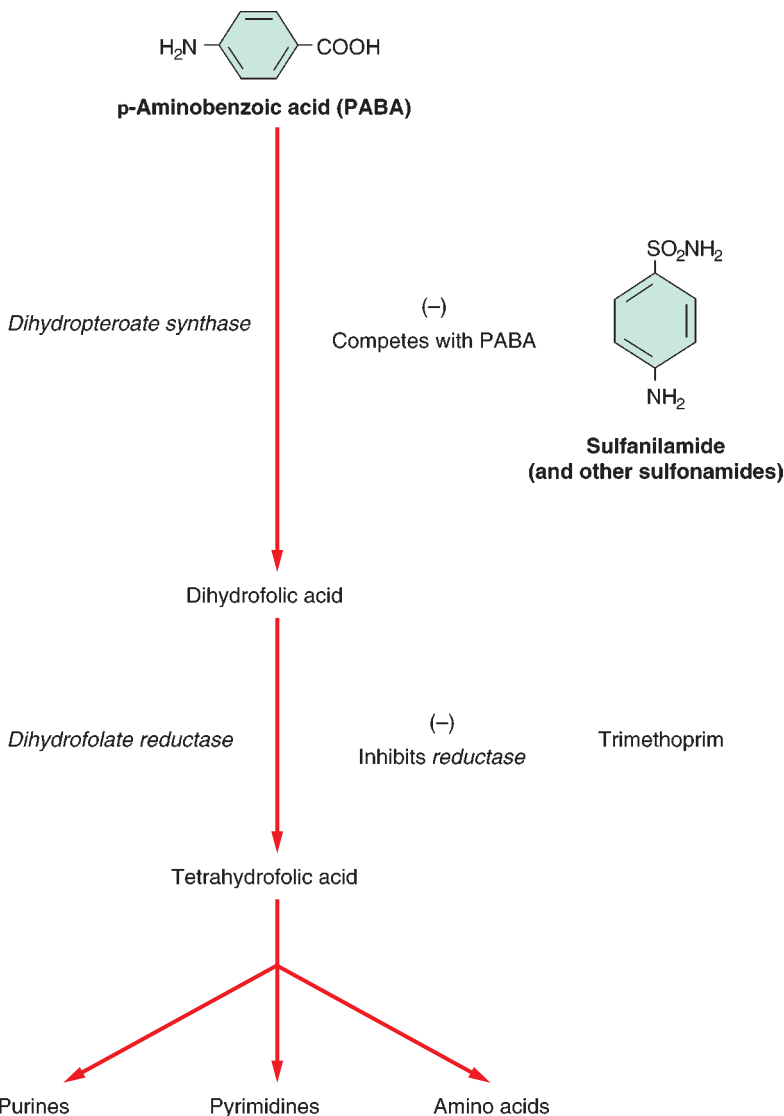 H₂N COOH
p-Aminobenzoic acid (PABA)
SO₂NH₂
Dihydropteroate synthase
(–)
Competes with PABA
NH₂
Sulfanilamide
(and other sulfonamides)
Dihydrofolic acid
Dihydrofolate reductase
(–)
Inhibits reductase
Trimethoprim
Tetrahydrofolic acid
Purines Pyrimidines Amino acids